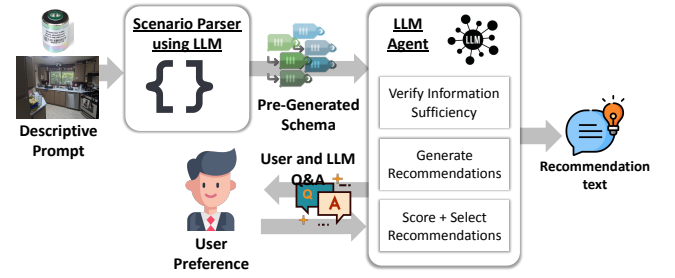 Scenario Parser
using LLM
{}
Descriptive
Prompt
Pre-Generated
Schema
LLM
Agent
LLM
Verify Information
Sufficiency
Generate
Recommendations
Score + Select
Recommendations
User and LLM
Q&A
Q
A
User
Preference
Recommendation
text